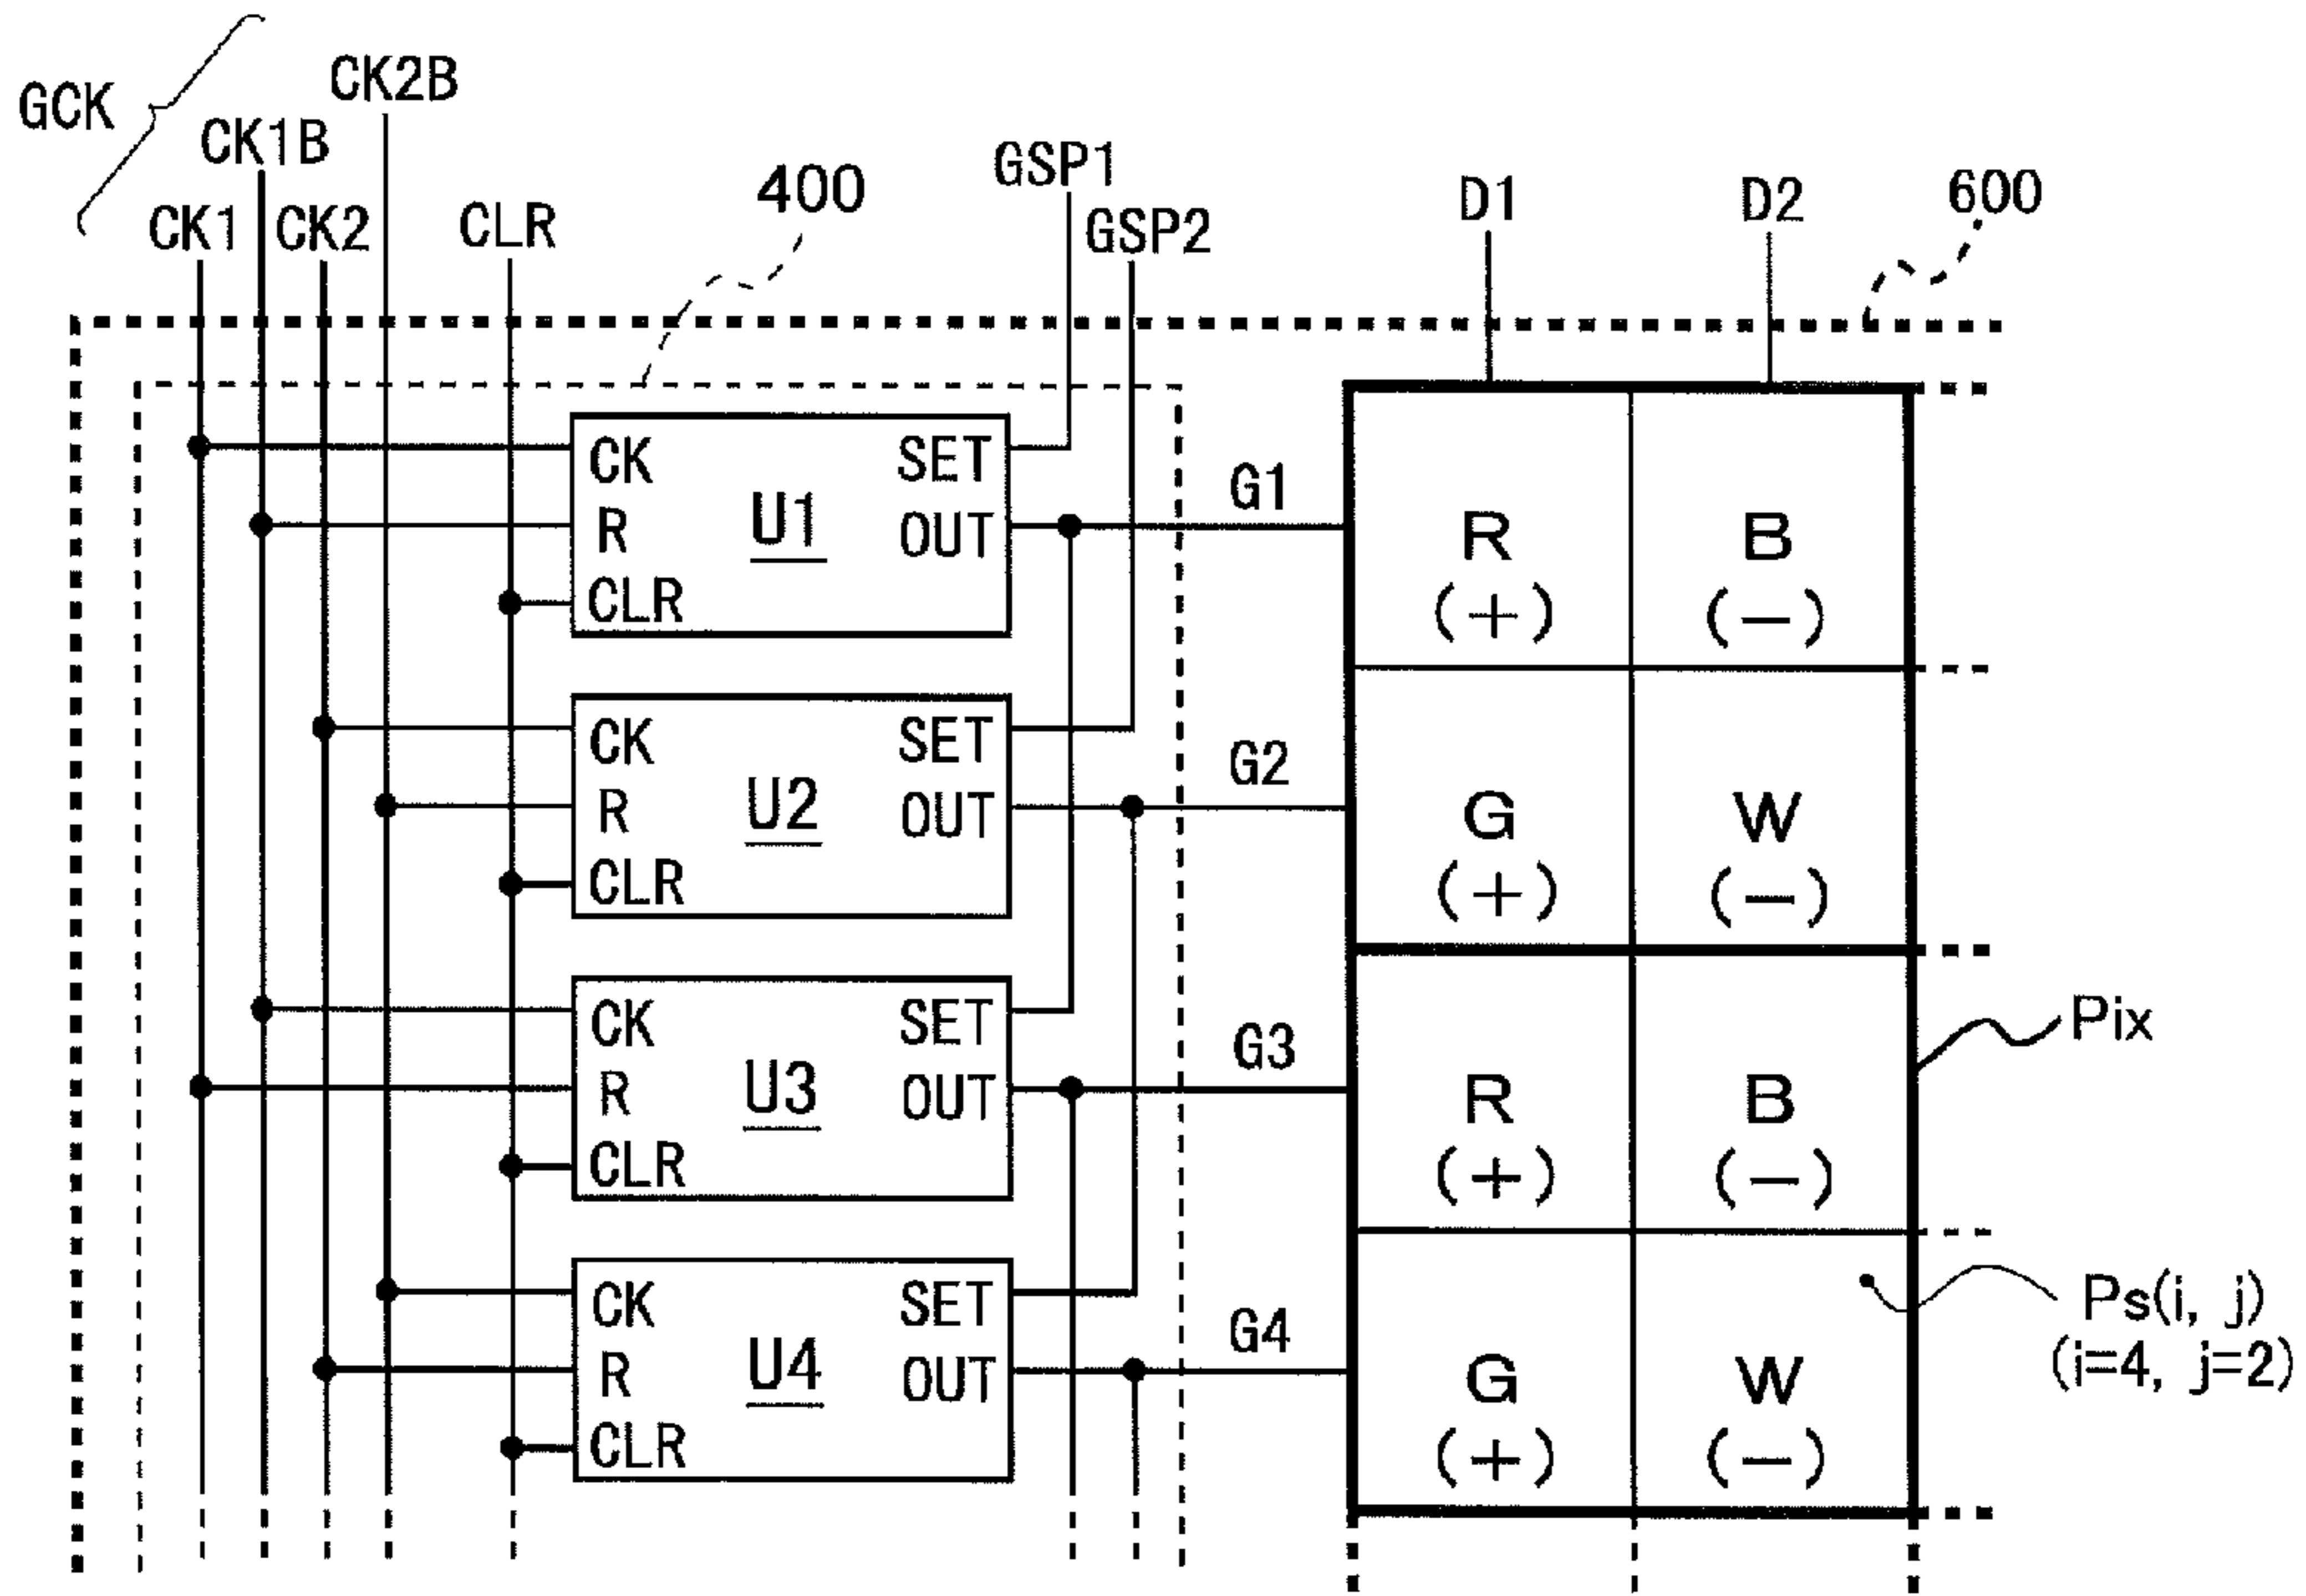 GCK
CK2B
CK1B
CK1
CK2
CLR
400
GSP1
GSP2
D1
D2
600
CK
SET
R
U1
OUT
CLR
G1
R
B
(+)
(-)
CK
SET
R
U2
OUT
CLR
G2
G
W
(+)
(-)
CK
SET
R
U3
OUT
CLR
G3
R
B
(+)
(-)
Pix
CK
SET
R
U4
OUT
CLR
G4
G
W
(+)
(-)
Ps(i, j)
(i=4, j=2)